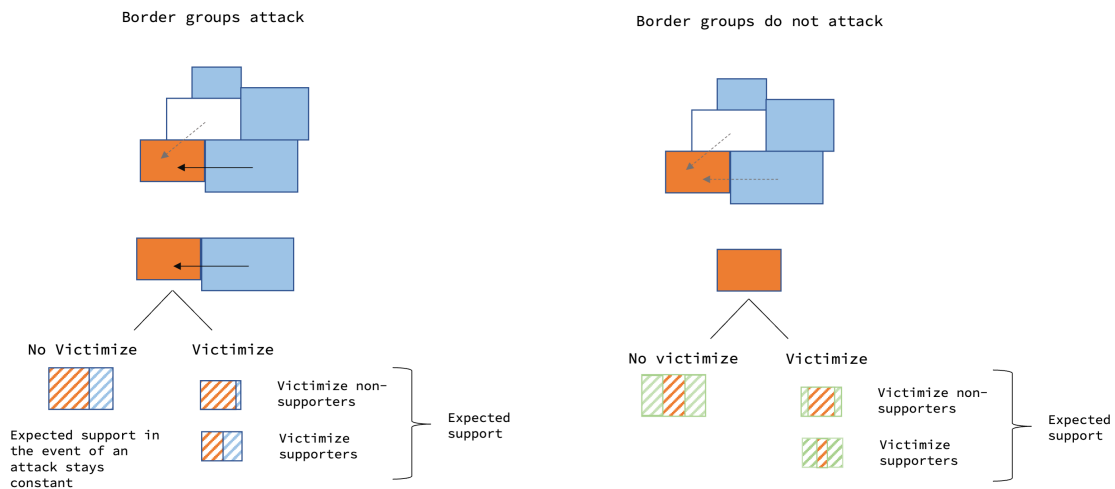 Border groups attack
No Victimize
Victimize
Victimize non-
supporters
Victimize
supporters
Expected
support
Expected support in
the event of an
attack stays
constant
Border groups do not attack
No victimize
Victimize
Victimize non-
supporters
Victimize
supporters
Expected
support